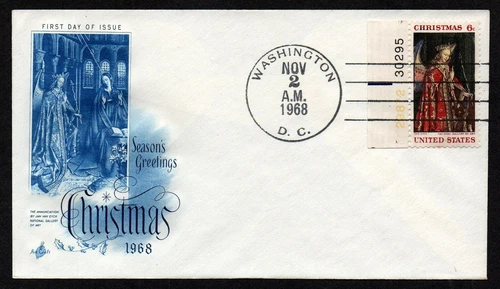 FIRST DAY OF ISSUE
Season's
Greetings
Christmas
1968
THE ANNUNCIATION
BY JAN VAN EYCK
NATIONAL GALLERY
OF ART
ArtCraft
WASHINGTON
NOV
2
A.M.
1968
D. C.
30295
CHRISTMAS 6c
UNITED STATES